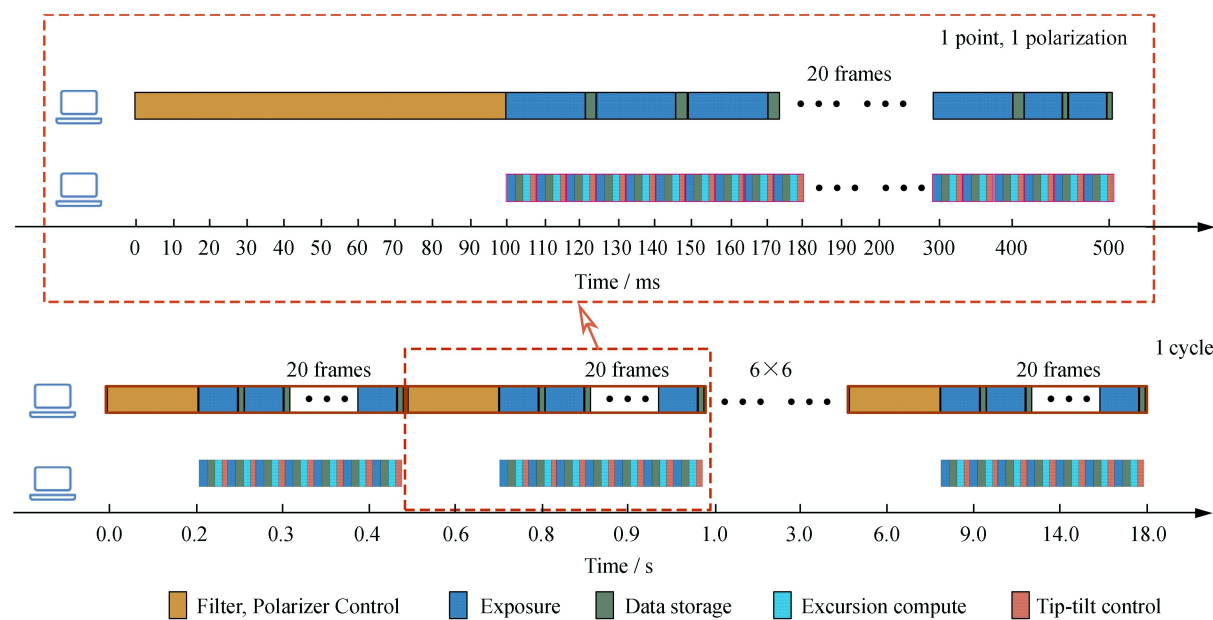 1 point, 1 polarization
20 frames
0 10 20 30 40 50 60 70 80 90 100 110 120 130 140 150 160 170 180 190 200 300 400 500
Time / ms
1 cycle
20 frames 20 frames 6×6 20 frames
0.0 0.2 0.3 0.4 0.6 0.8 0.9 1.0 3.0 6.0 9.0 14.0 18.0
Time / s
Filter, Polarizer Control Exposure Data storage Excursion compute Tip-tilt control